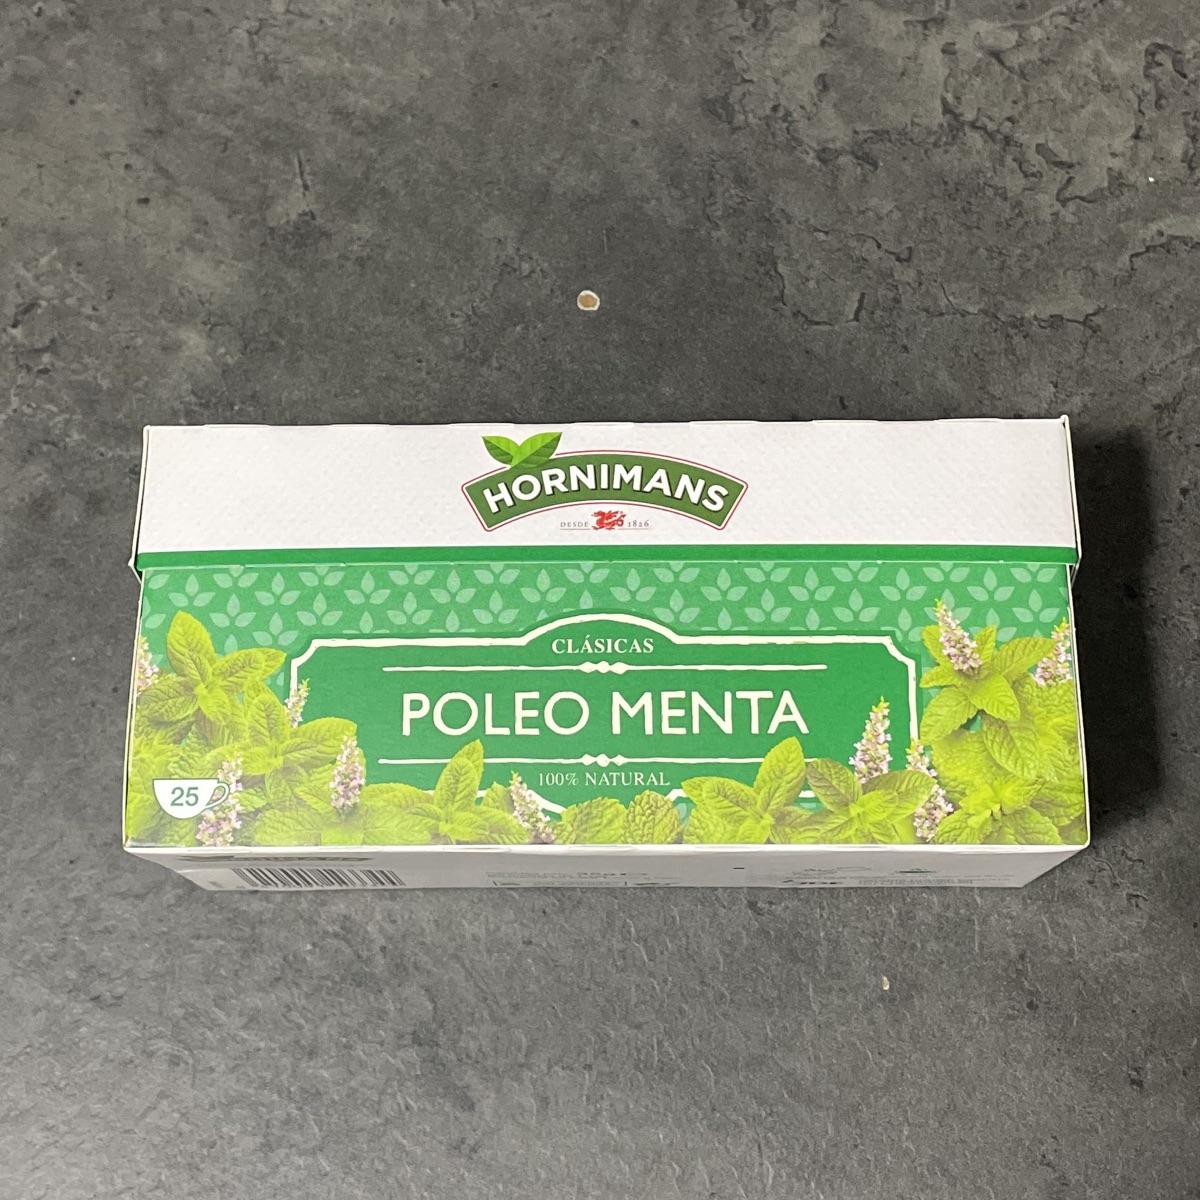 HORNIMANS
DESDE 1826
CLÁSICAS
POLEO MENTA
100% NATURAL
25